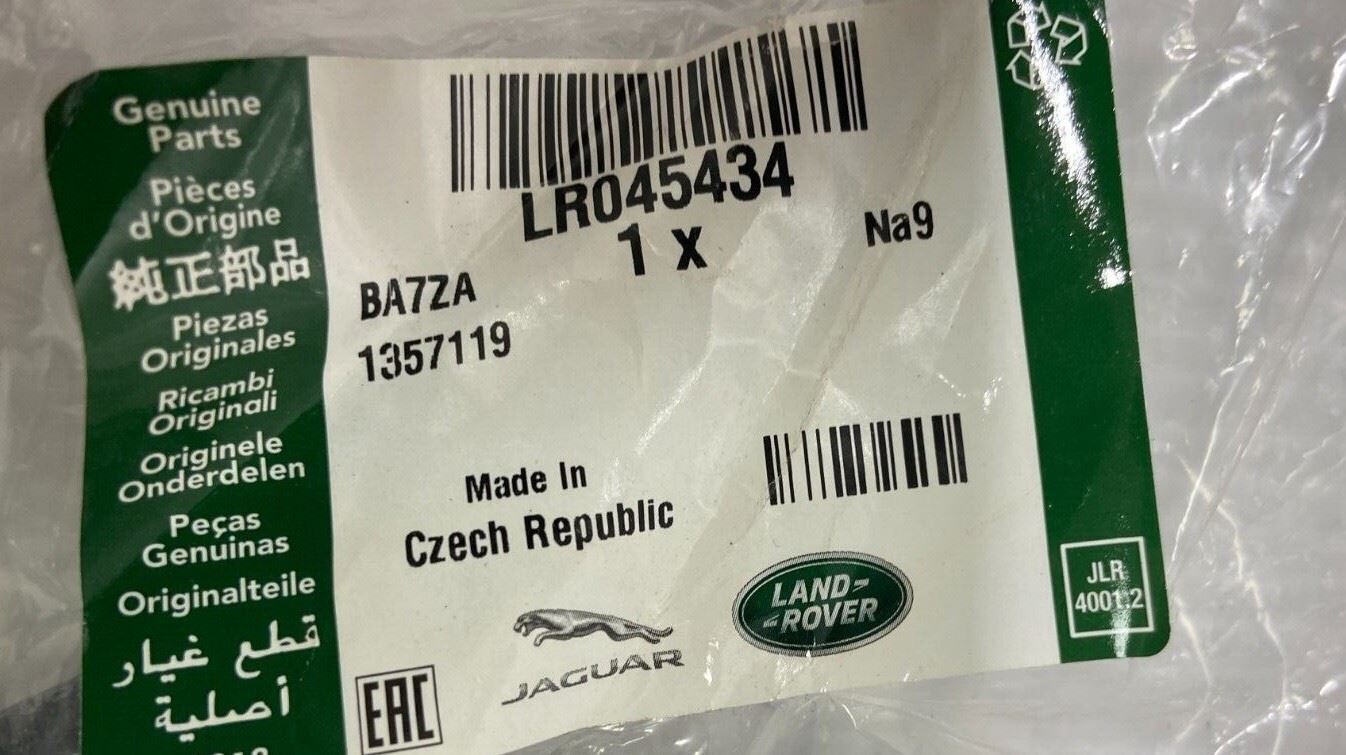 Genuine
Parts
Pièces
d'Origine
純正部品
Piezas
Originales
Ricambi
Originali
Originele
Onderdelen
Peças
Genuinas
Originalteile
قطع غيار
أصلية
LR045434
1 x
Na9
BA7ZA
1357119
Made In
Czech Republic
EAC
JAGUAR
LAND-
-ROVER
JLR
4001.2